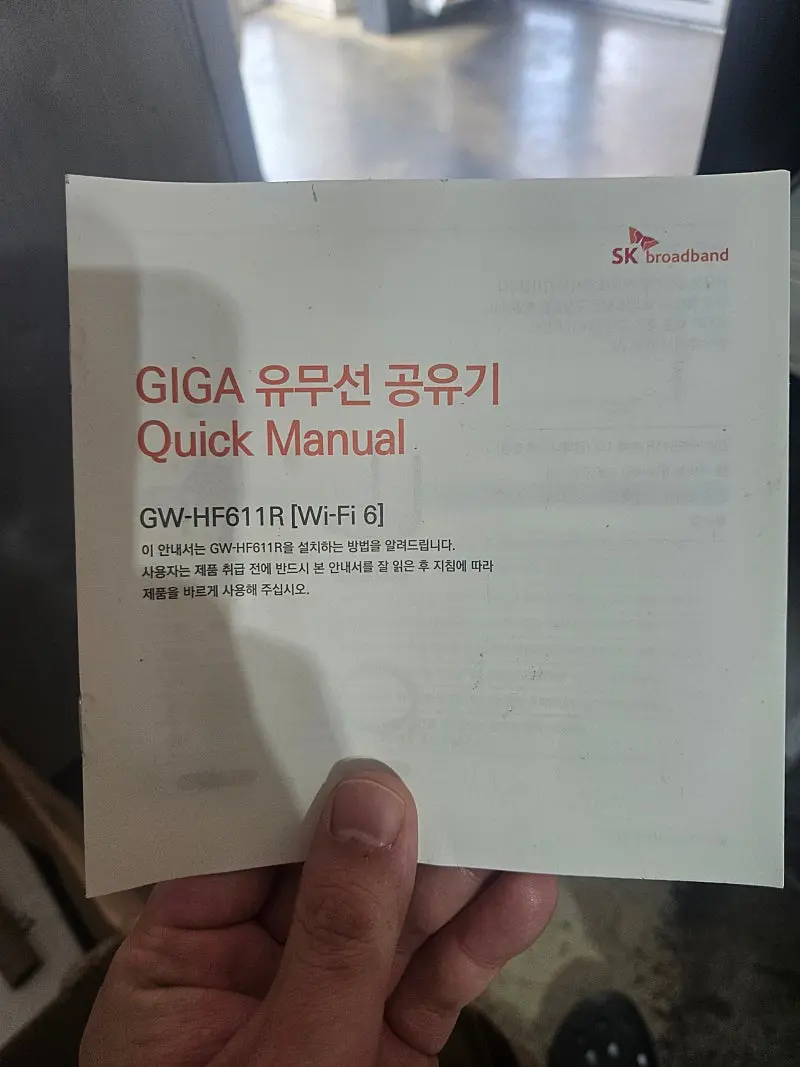 SK broadband
GIGA 유무선 공유기
Quick Manual
GW-HF611R [Wi-Fi 6]
이 안내서는 GW-HF611R을 설치하는 방법을 알려드립니다.
사용자는 제품 취급 전에 반드시 본 안내서를 잘 읽은 후 지침에 따라
제품을 바르게 사용해 주십시오.